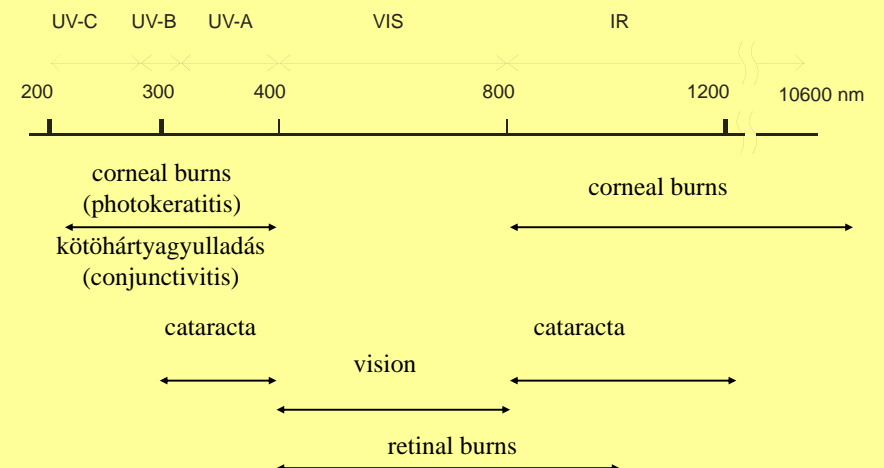 UV-C UV-B UV-A VIS IR
200 300 400 800 1200 10600 nm
corneal burns
(photokeratitis)
corneal burns
kötöhártyagyulladás
(conjunctivitis)
cataracta cataracta
vision
retinal burns